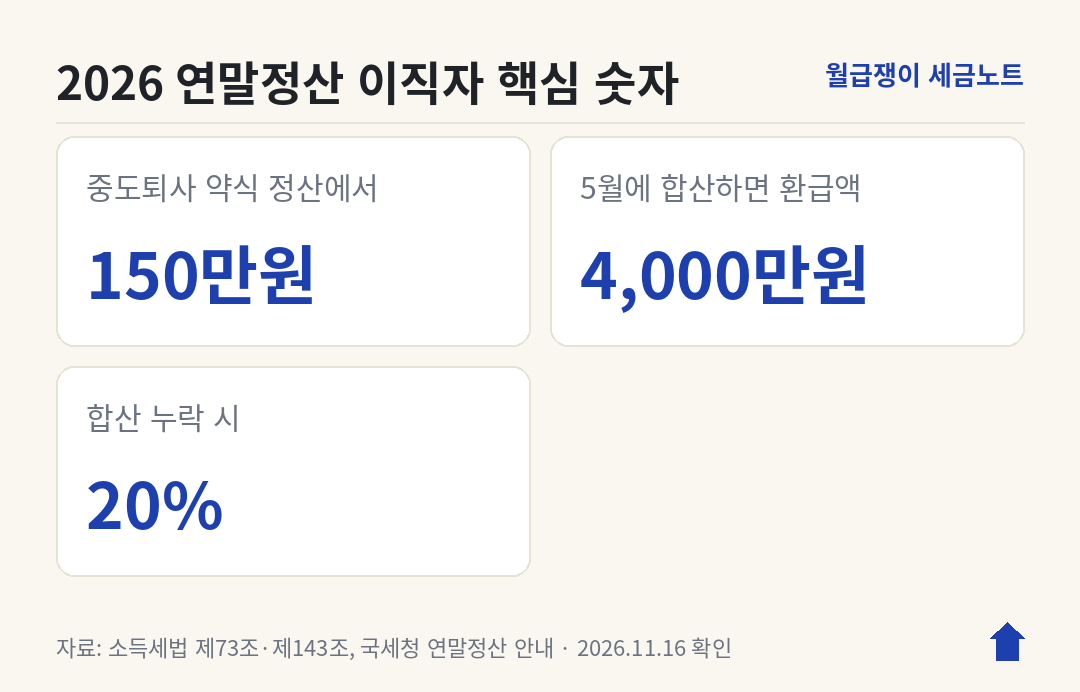 2026 연말정산 이직자 핵심 숫자
월급쟁이 세금노트
중도퇴사 약식 정산에서
150만원
5월에 합산하면 환급액
4,000만원
합산 누락 시
20%
자료: 소득세법 제73조·제143조, 국세청 연말정산 안내 · 2026.11.16 확인